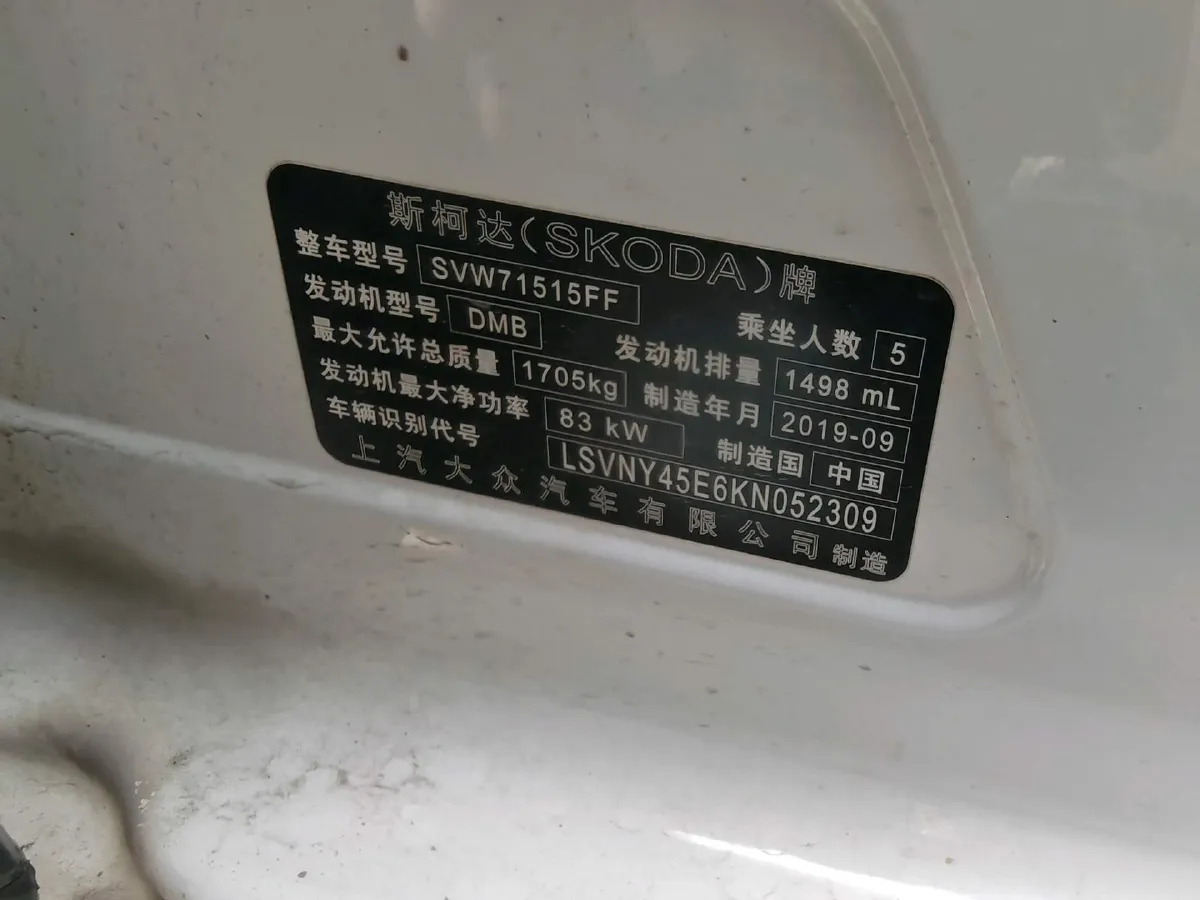 斯柯达(SKODA)牌
整车型号 SVW71515FF
发动机型号 DMB 乘坐人数 5
最大允许总质量 1705kg 发动机排量 1498 mL
发动机最大净功率 83 kW 制造年月 2019-09
车辆识别代号 LSVNY45E6KN052309 制造国 中国
上汽大众汽车有限公司制造